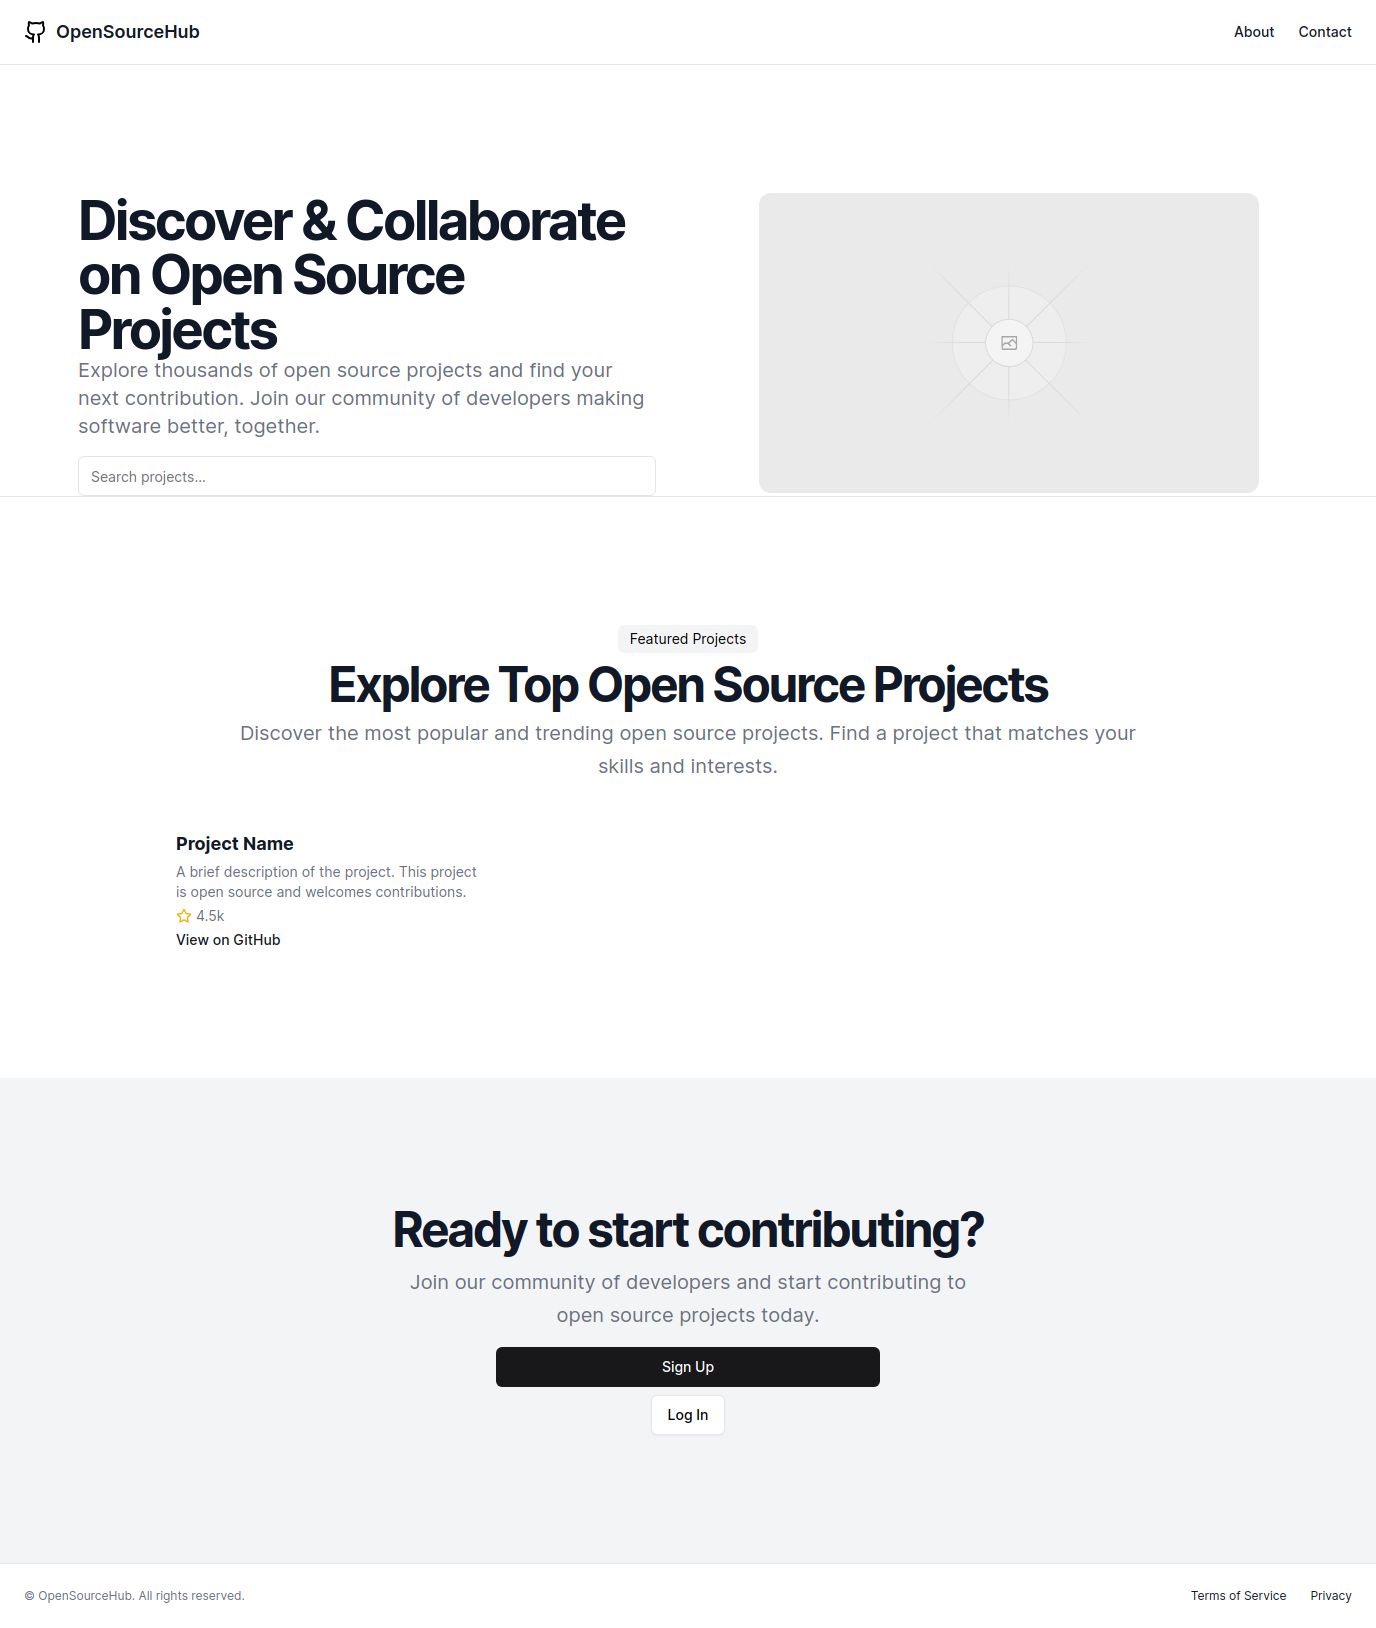 OpenSourceHub
About
Contact
Discover & Collaborate
on Open Source
Projects
Explore thousands of open source projects and find your
next contribution. Join our community of developers making
software better, together.
Search projects...
Featured Projects
Explore Top Open Source Projects
Discover the most popular and trending open source projects. Find a project that matches your
skills and interests.
Project Name
A brief description of the project. This project
is open source and welcomes contributions.
4.5k
View on GitHub
Ready to start contributing?
Join our community of developers and start contributing to
open source projects today.
Sign Up
Log In
© OpenSourceHub. All rights reserved.
Terms of Service
Privacy